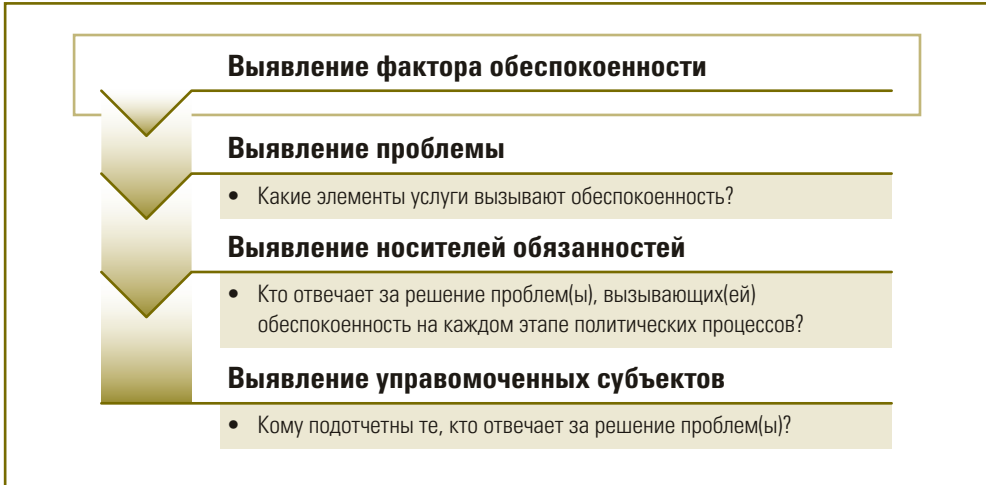 Выявление фактора обеспокоенности
Выявление проблемы
• Какие элементы услуги вызывают обеспокоенность?
Выявление носителей обязанностей
• Кто отвечает за решение проблем(ы), вызывающих(ей)
обеспокоенность на каждом этапе политических процессов?
Выявление управомоченных субъектов
• Кому подотчетны те, кто отвечает за решение проблем(ы)?